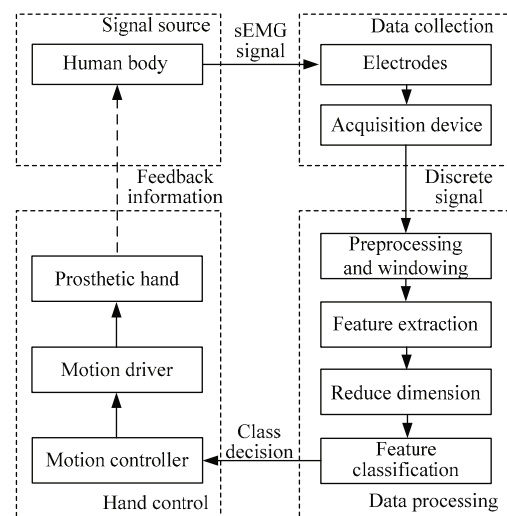 Signal source
Human body
sEMG
signal
Data collection
Electrodes
Acquisition device
Feedback
information
Discrete
signal
Preprocessing
and windowing
Feature extraction
Reduce dimension
Feature
classification
Data processing
Class
decision
Prosthetic hand
Motion driver
Motion controller
Hand control